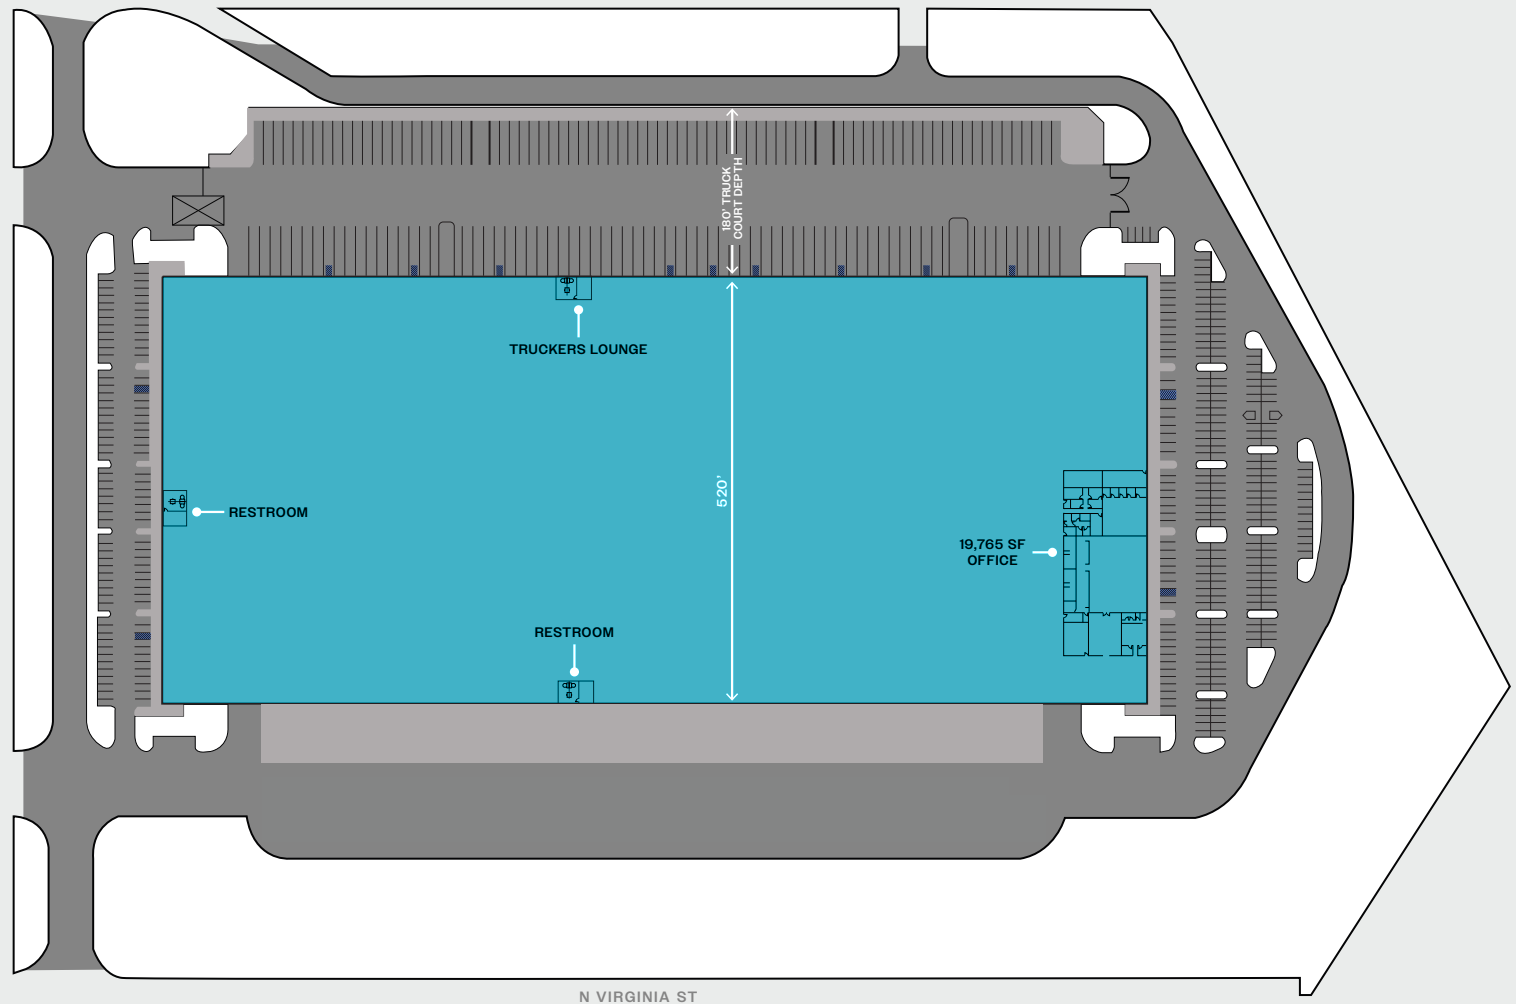 180' TRUCK
COURT DEPTH
TRUCKERS LOUNGE
520'
RESTROOM
19,765 SF
OFFICE
RESTROOM
N VIRGINIA ST